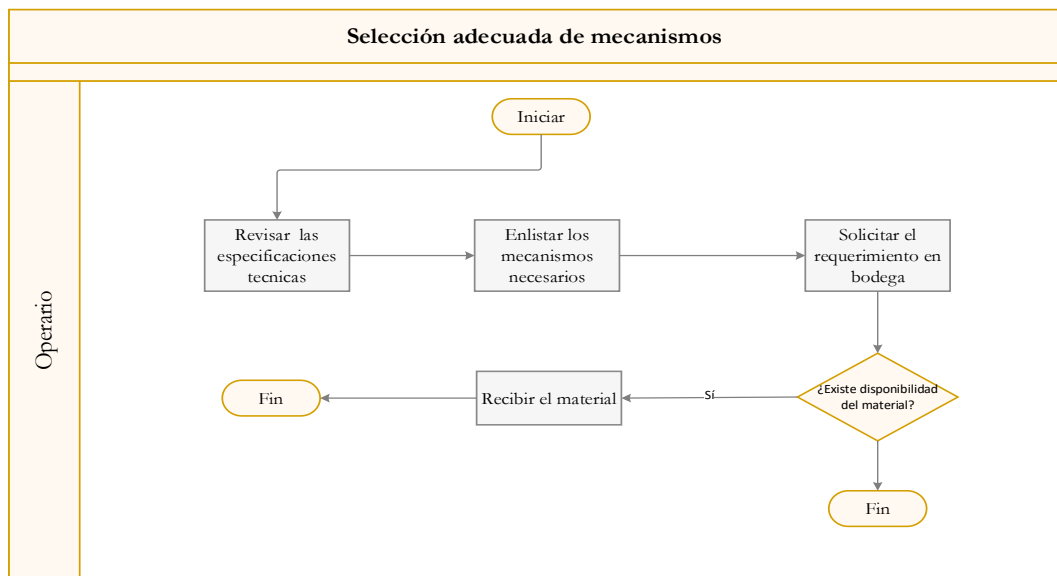 Selección adecuada de mecanismos
Operario
Iniciar
Revisar las
especificaciones
tecnicas
Enlistar los
mecanismos
necesarios
Solicitar el
requerimiento en
bodega
¿Existe disponibilidad
del material?
Sí
Recibir el material
Fin
Fin